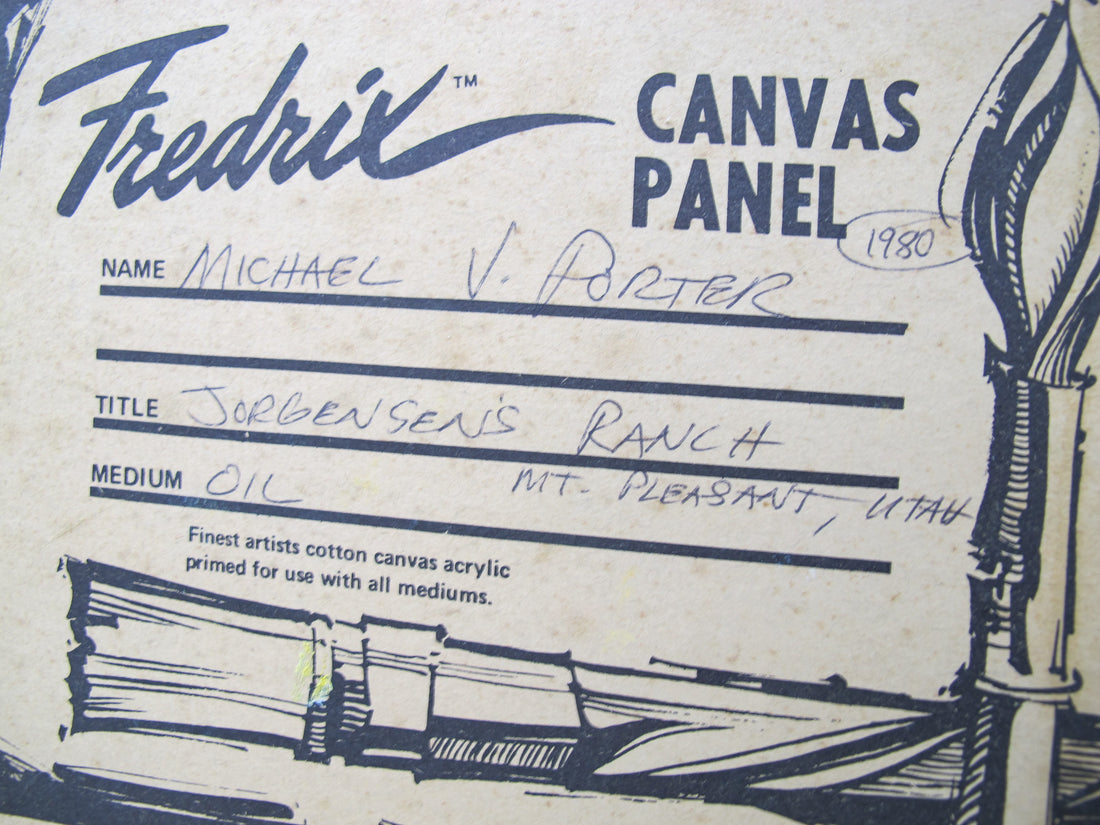 Fredrix™
CANVAS
PANEL
1980
NAME MICHAEL V. PORTER
TITLE JORGENSEN'S RANCH
MEDIUM OIL MT. PLEASANT, UTAH
Finest artists cotton canvas acrylic
primed for use with all mediums.